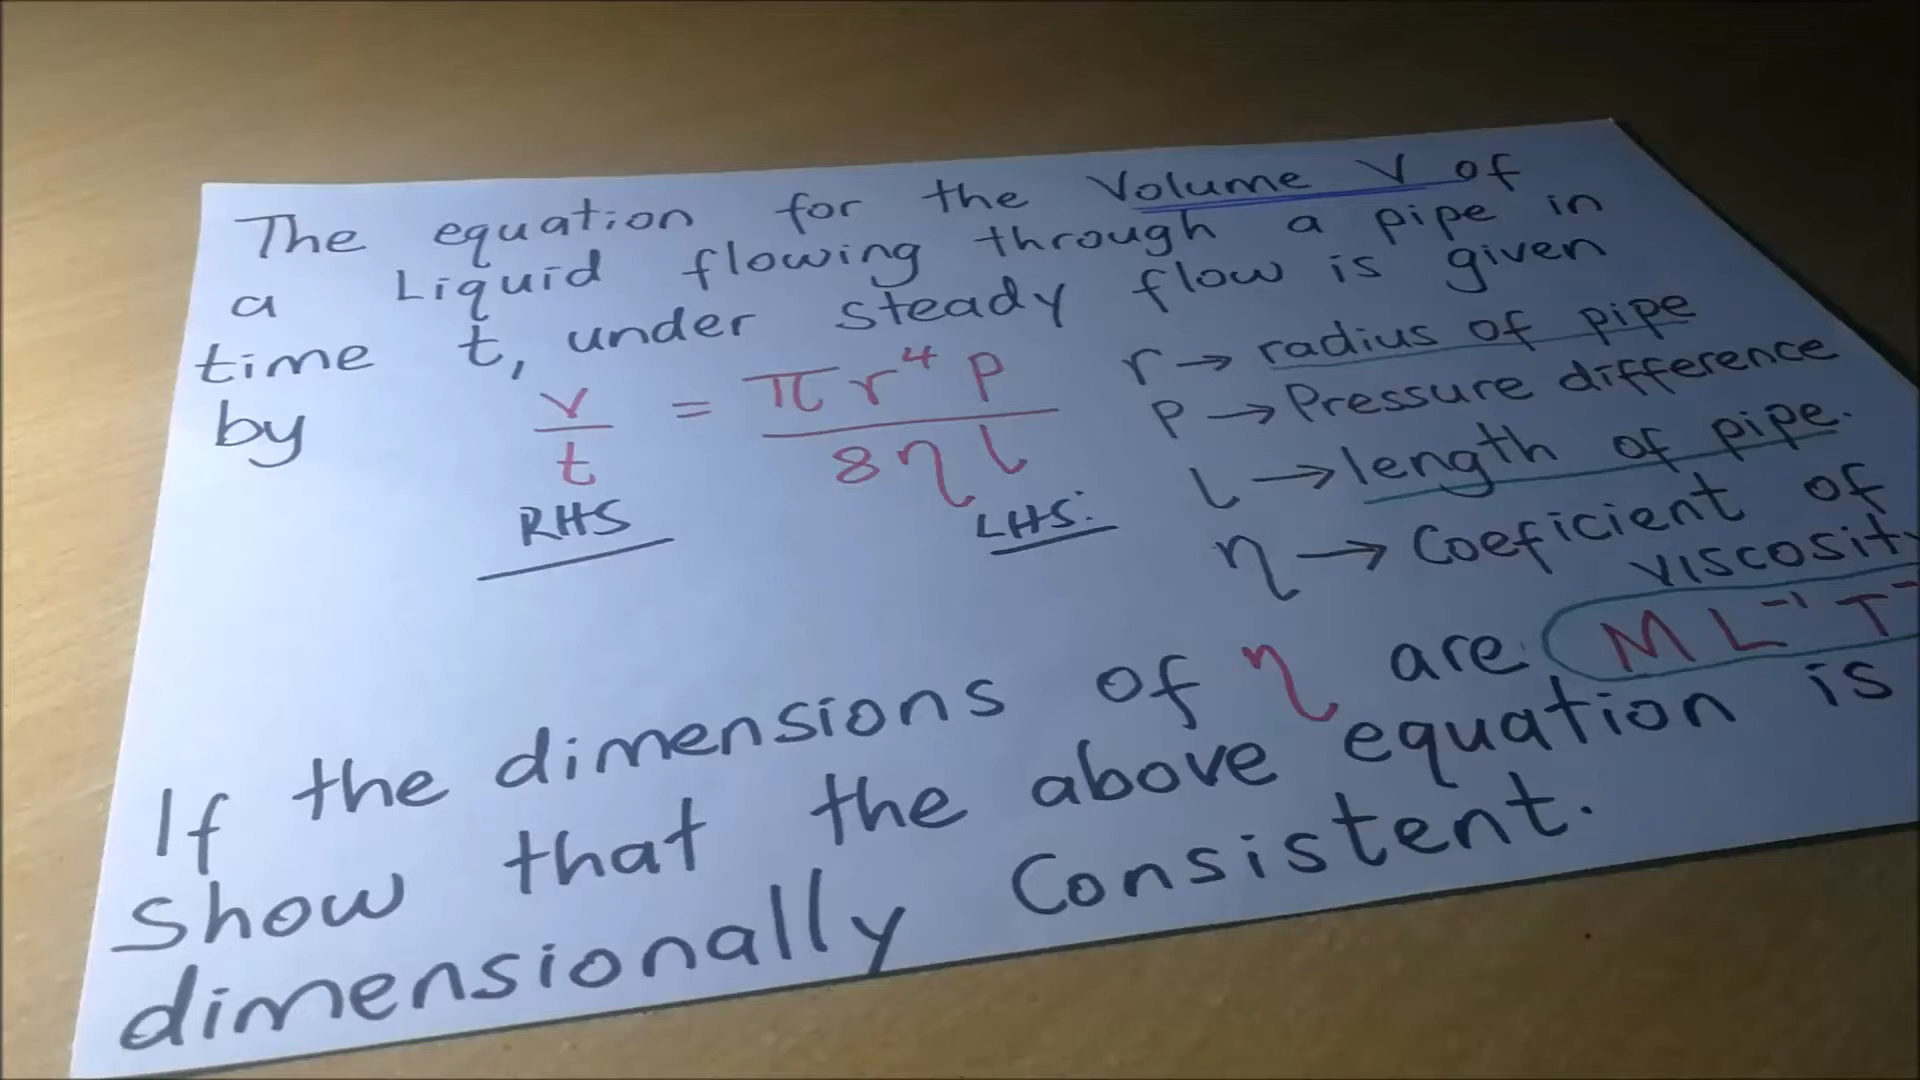 The equation for the Volume V of
a Liquid flowing through a pipe in
time t, under steady flow is given
by
v/t = πr⁴p/8ηl
RHS
LHS:
r → radius of pipe
p → Pressure difference
l → length of pipe.
η → Coeficient of
viscosity
If the dimensions of η are ML⁻¹T⁻
Show that the above equation is
dimensionally Consistent.